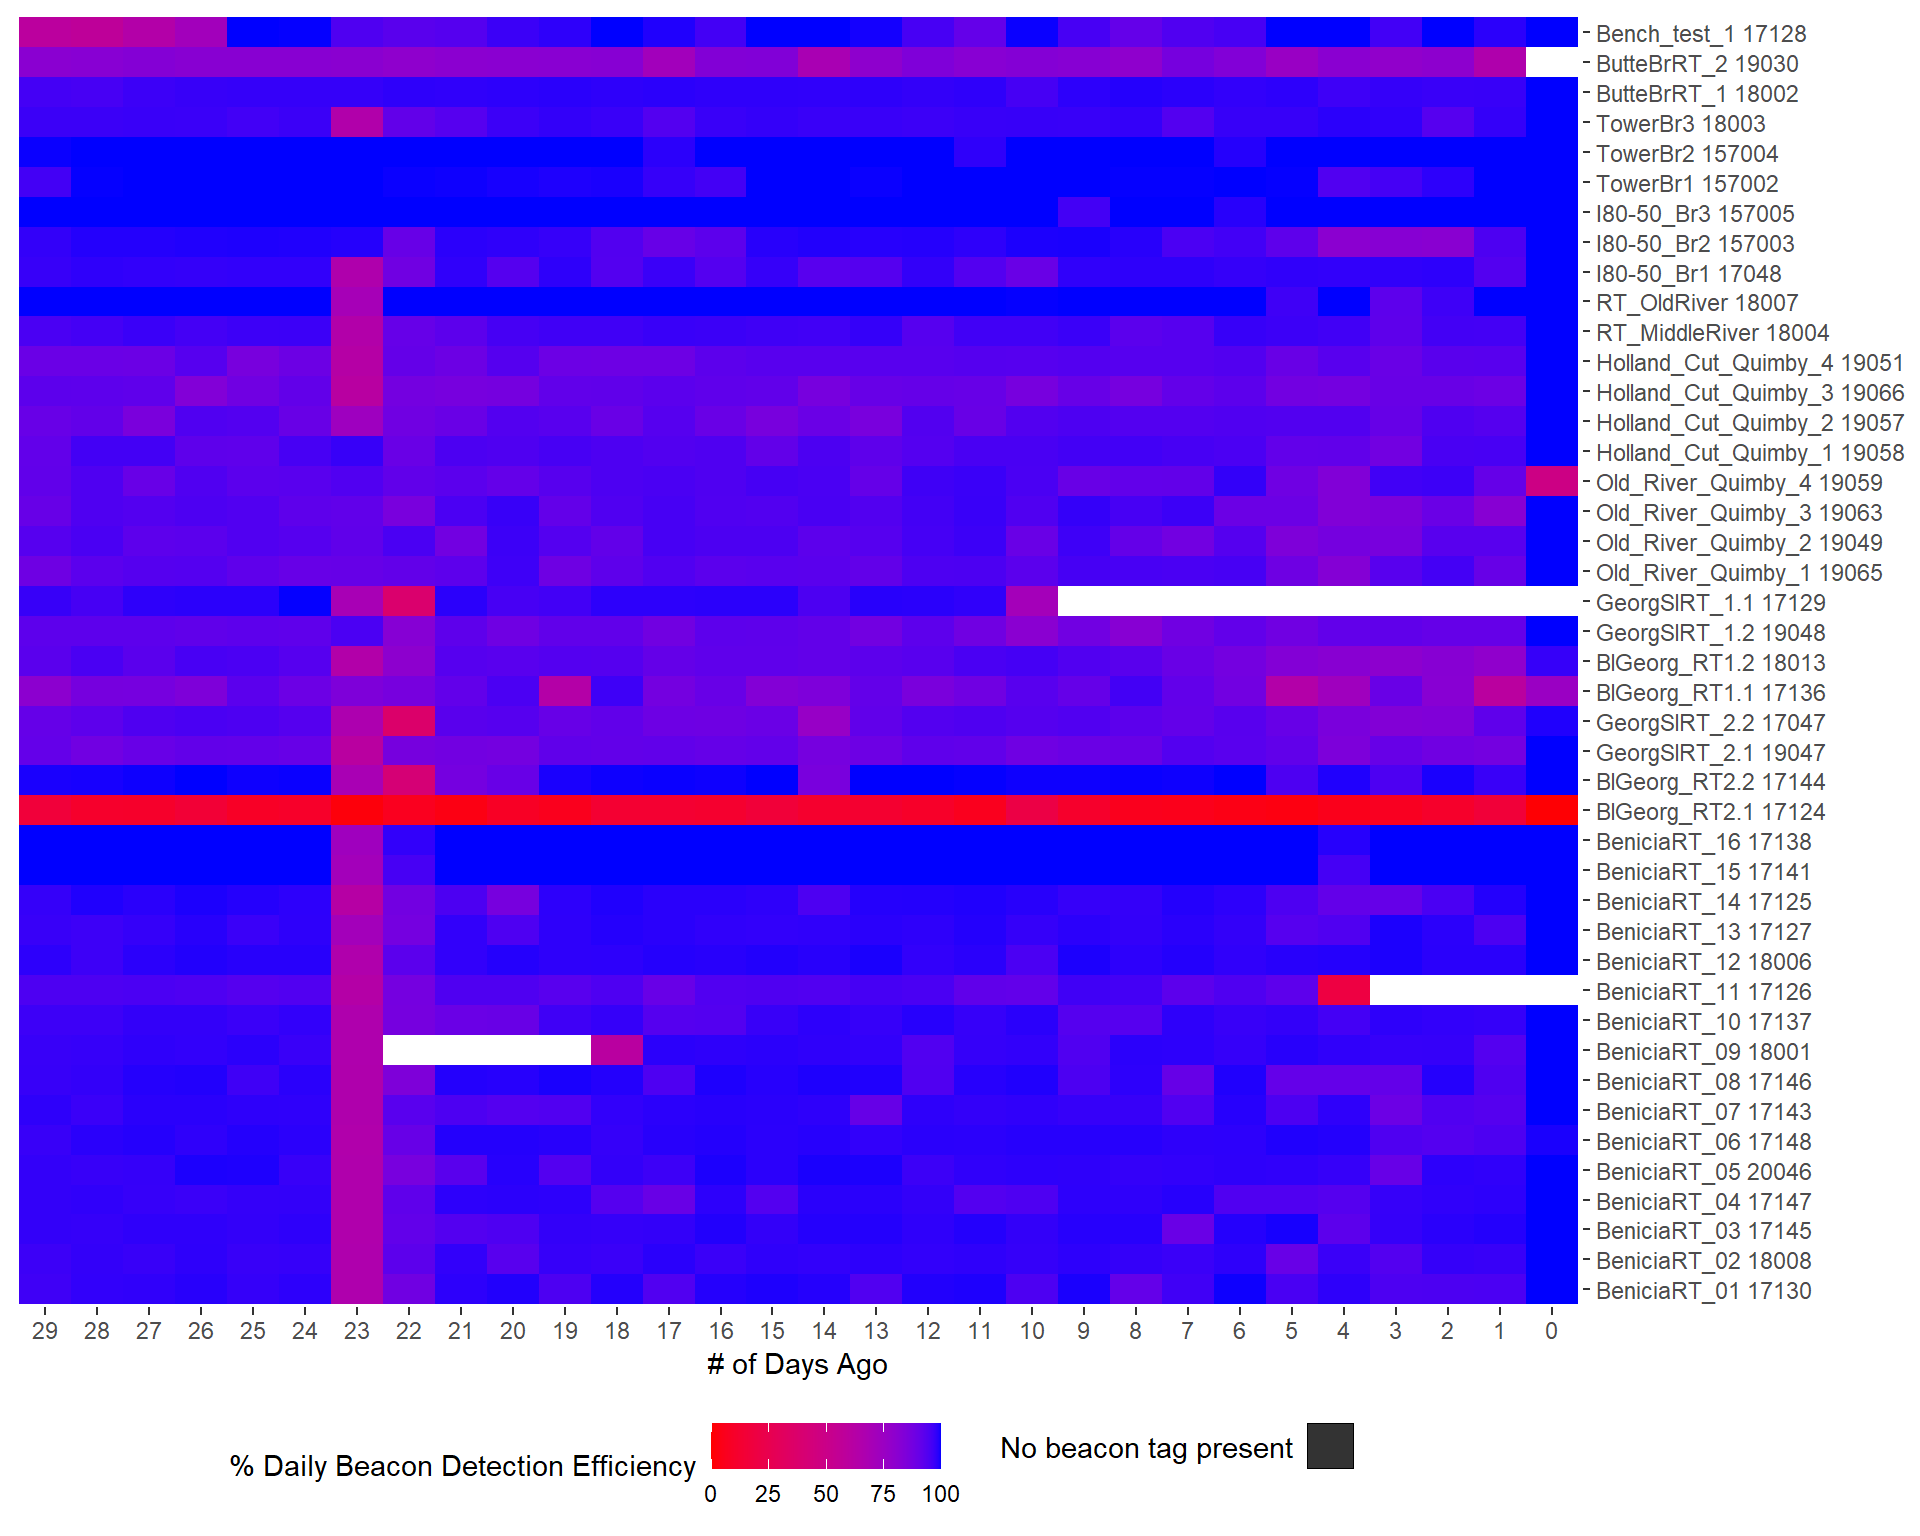 Bench_test_1 17128
ButteBrRT_2 19030
ButteBrRT_1 18002
TowerBr3 18003
TowerBr2 157004
TowerBr1 157002
I80-50_Br3 157005
I80-50_Br2 157003
I80-50_Br1 17048
RT_OldRiver 18007
RT_MiddleRiver 18004
Holland_Cut_Quimby_4 19051
Holland_Cut_Quimby_3 19066
Holland_Cut_Quimby_2 19057
Holland_Cut_Quimby_1 19058
Old_River_Quimby_4 19059
Old_River_Quimby_3 19063
Old_River_Quimby_2 19049
Old_River_Quimby_1 19065
GeorgSlRT_1.1 17129
GeorgSlRT_1.2 19048
BlGeorg_RT1.2 18013
BlGeorg_RT1.1 17136
GeorgSlRT_2.2 17047
GeorgSlRT_2.1 19047
BlGeorg_RT2.2 17144
BlGeorg_RT2.1 17124
BeniciaRT_16 17138
BeniciaRT_15 17141
BeniciaRT_14 17125
BeniciaRT_13 17127
BeniciaRT_12 18006
BeniciaRT_11 17126
BeniciaRT_10 17137
BeniciaRT_09 18001
BeniciaRT_08 17146
BeniciaRT_07 17143
BeniciaRT_06 17148
BeniciaRT_05 20046
BeniciaRT_04 17147
BeniciaRT_03 17145
BeniciaRT_02 18008
BeniciaRT_01 17130
29 28 27 26 25 24 23 22 21 20 19 18 17 16 15 14 13 12 11 10 9 8 7 6 5 4 3 2 1 0
# of Days Ago
% Daily Beacon Detection Efficiency
0 25 50 75 100
No beacon tag present